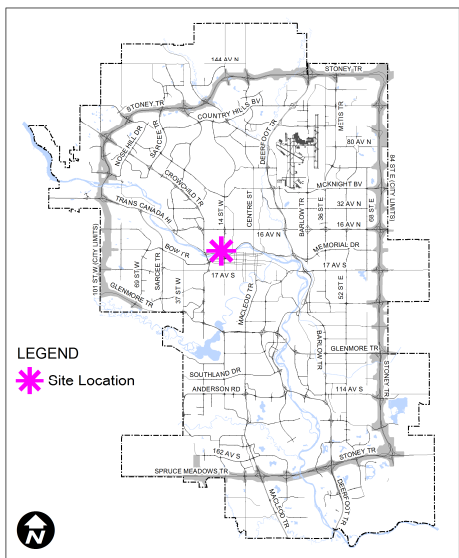 144 AV N
STONEY TR
STONEY TR
COUNTRY HILLS BV
NOSE HILL DR
SARCEE TR
DEERFOOT TR
METIS TR
80 AV N
CROWCHILD TR
MCKNIGHT BV
84 ST E (CITY LIMITS)
68 ST E
TRANS CANADA HI
14 ST W
CENTRE ST
BARLOW TR
36 ST E
32 AV N
16 AV N
16 AV N
101 ST W (CITY LIMITS)
BOW TR
MEMORIAL DR
69 ST W
SARCEE TR
37 ST W
17 AV S
17 AV S
GLENMORE TR
MACLEOD TR
52 ST E
BARLOW TR
GLENMORE TR
STONEY TR
LEGEND
Site Location
SOUTHLAND DR
ANDERSON RD
114 AV S
162 AV S
STONEY TR
SPRUCE MEADOWS TR
MACLEOD TR
DEERFOOT TR
N